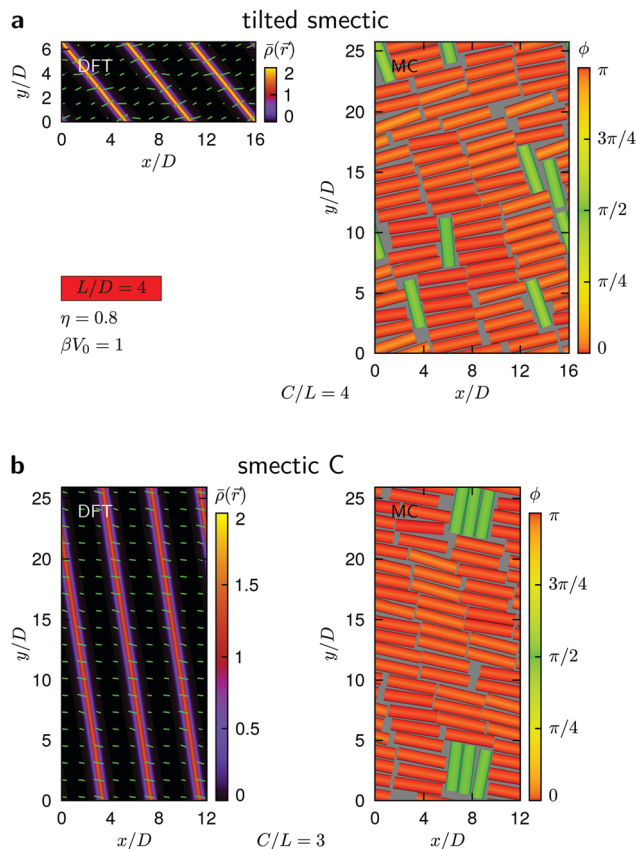 a tilted smectic
y/D
6
4
2
0
DFT
0 4 8 12 16
x/D
ρ̄(r⃗)
2
1
0
L/D = 4
η = 0.8
βV₀ = 1
y/D
25
20
15
10
5
0
MC
0 4 8 12 16
x/D
C/L = 4
ϕ
π
3π/4
π/2
π/4
0
b smectic C
y/D
25
20
15
10
5
0
DFT
0 4 8 12
x/D
ρ̄(r⃗)
2
1.5
1
0.5
0
y/D
25
20
15
10
5
0
MC
0 4 8 12
x/D
C/L = 3
ϕ
π
3π/4
π/2
π/4
0